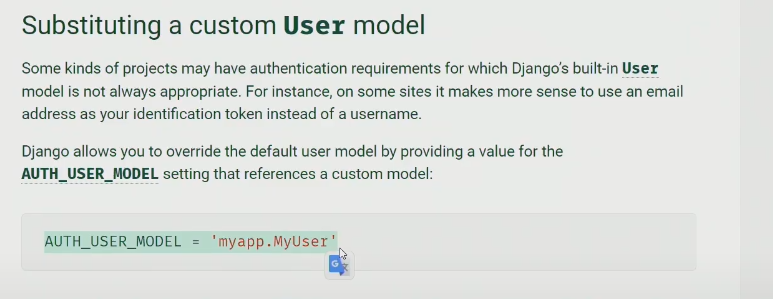 Substituting a custom User model
Some kinds of projects may have authentication requirements for which Django’s built-in User
model is not always appropriate. For instance, on some sites it makes more sense to use an email
address as your identification token instead of a username.
Django allows you to override the default user model by providing a value for the
AUTH_USER_MODEL setting that references a custom model:
AUTH_USER_MODEL = 'myapp.MyUser'
G